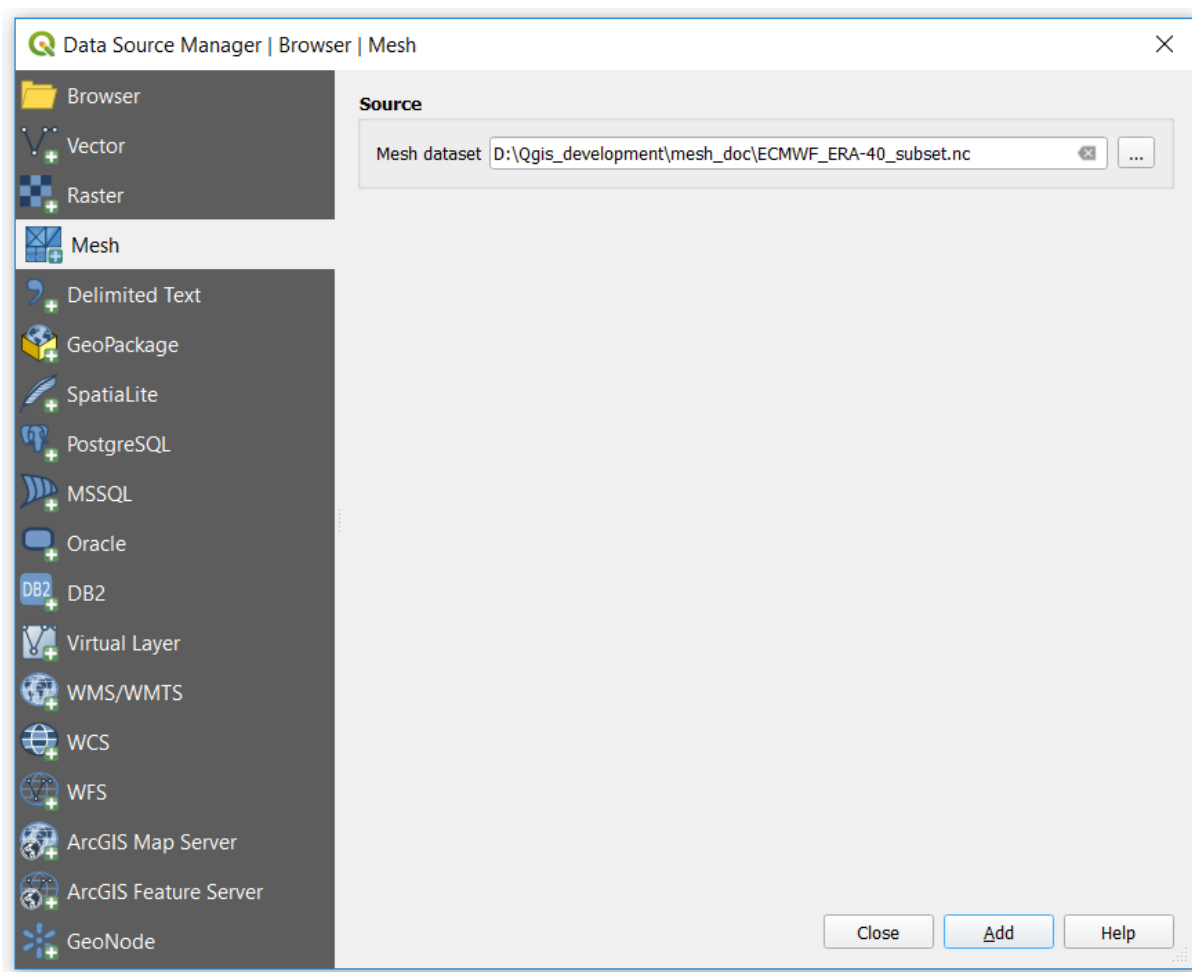 Data Source Manager | Browser | Mesh
Browser
Vector
Raster
Mesh
Delimited Text
GeoPackage
SpatiaLite
PostgreSQL
MSSQL
Oracle
DB2 DB2
Virtual Layer
WMS/WMTS
WCS
WFS
ArcGIS Map Server
ArcGIS Feature Server
GeoNode
Source
Mesh dataset D:\Qgis_development\mesh_doc\ECMWF_ERA-40_subset.nc ...
Close Add Help